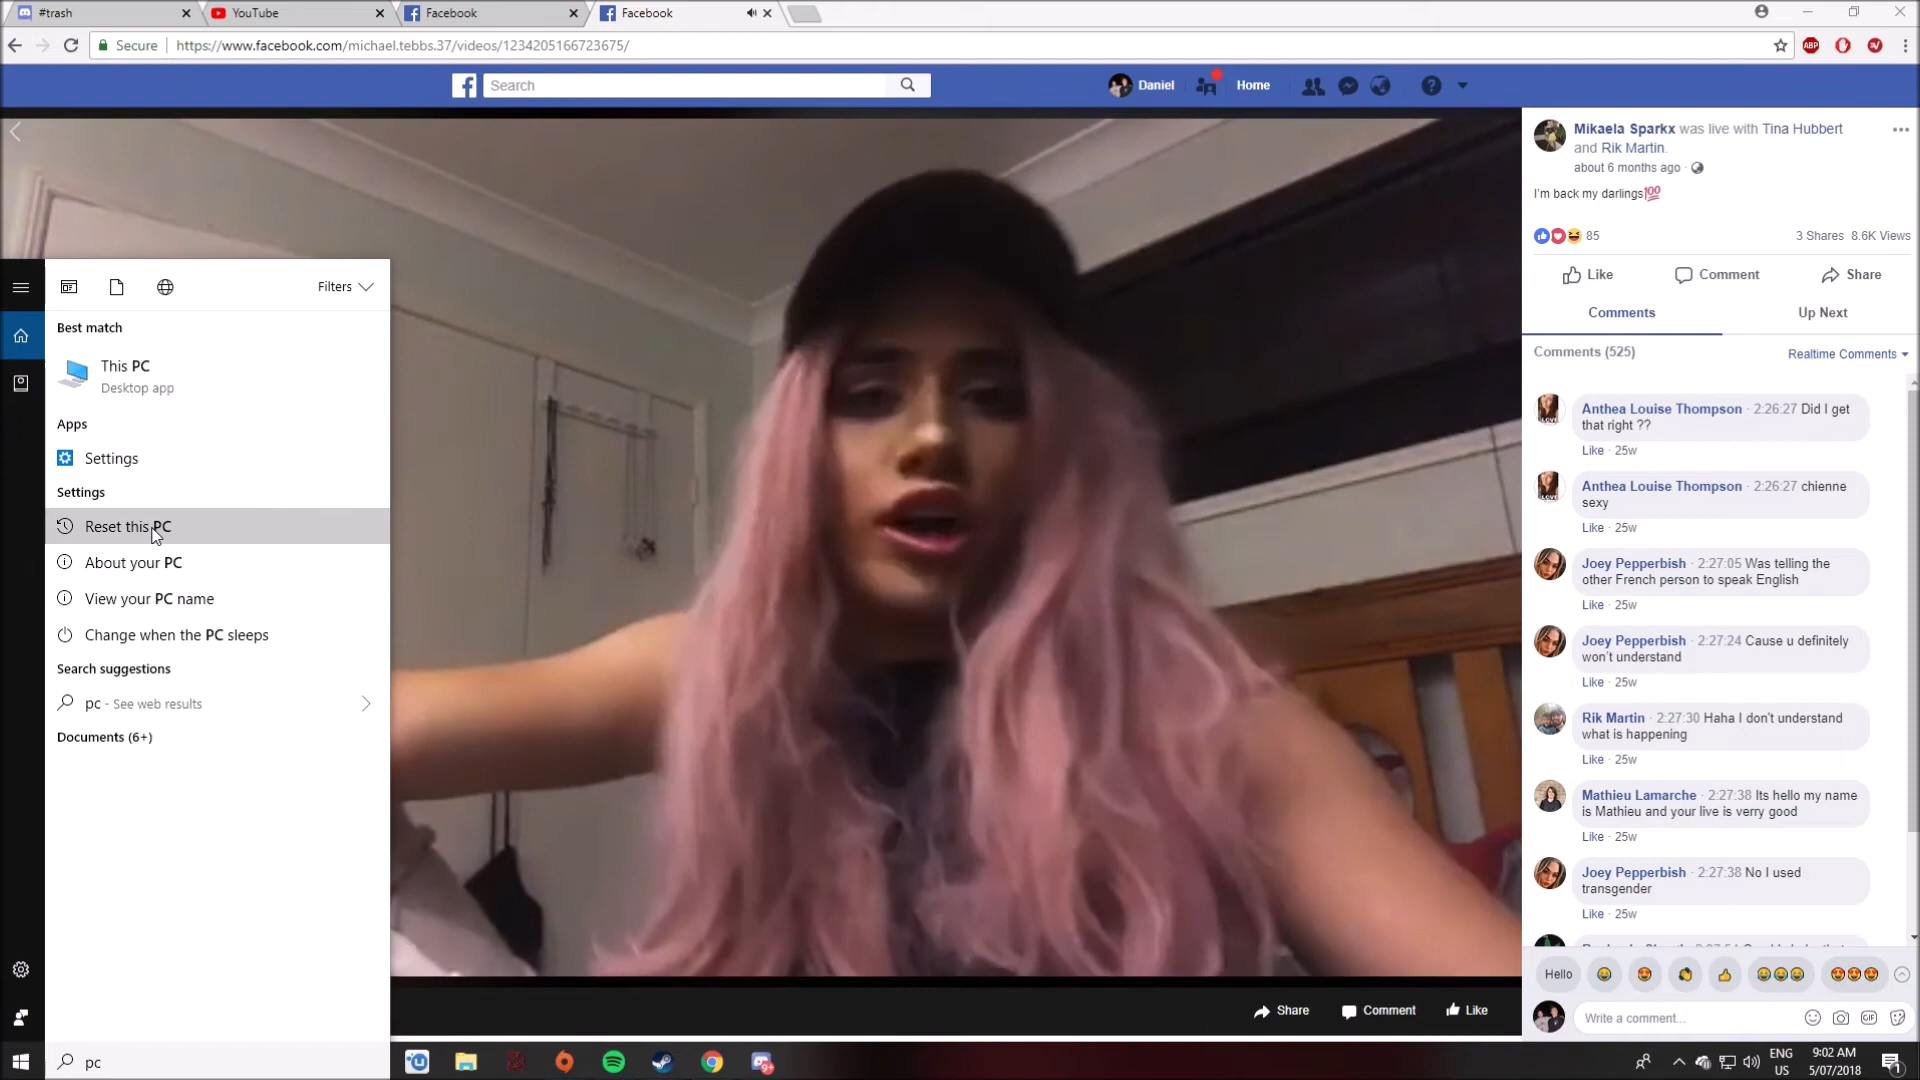 #trash
YouTube
Facebook
Facebook
Secure
https://www.facebook.com/michael.tebbs.37/videos/1234205166723675/
ABP
Search
Daniel
Home
Mikaela Sparkx was live with Tina Hubbert
and Rik Martin.
about 6 months ago ·
I'm back my darlings💯
85
3 Shares 8.6K Views
Like
Comment
Share
Comments
Up Next
Comments (525)
Realtime Comments
Anthea Louise Thompson · 2:26:27 Did I get
that right ??
Like · 25w
Anthea Louise Thompson · 2:26:27 chienne
sexy
Like · 25w
Joey Pepperbish · 2:27:05 Was telling the
other French person to speak English
Like · 25w
Joey Pepperbish · 2:27:24 Cause u definitely
won't understand
Like · 25w
Rik Martin · 2:27:30 Haha I don't understand
what is happening
Like · 25w
Mathieu Lamarche · 2:27:38 Its hello my name
is Mathieu and your live is verry good
Like · 25w
Joey Pepperbish · 2:27:38 No I used
transgender
Like · 25w
Hello
Write a comment...
GIF
Share
Comment
Like
Filters
Best match
This PC
Desktop app
Apps
Settings
Settings
Reset this PC
About your PC
View your PC name
Change when the PC sleeps
Search suggestions
pc - See web results
Documents (6+)
pc
ENG
US
9:02 AM
5/07/2018
1